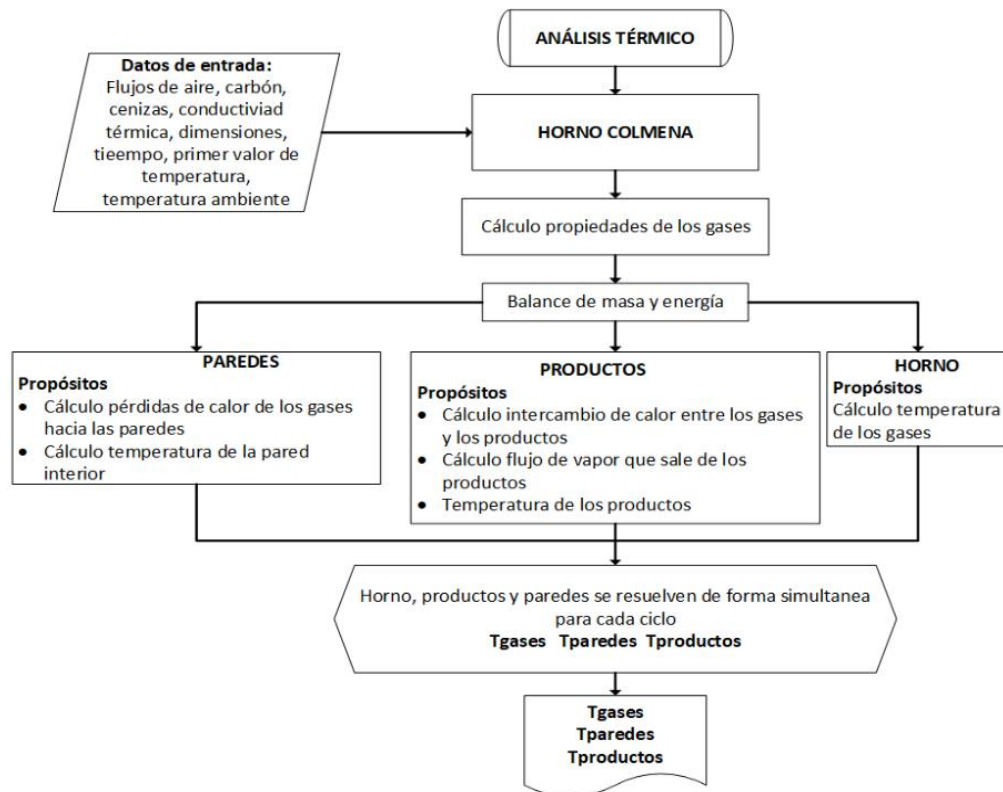 ANÁLISIS TÉRMICO
Datos de entrada:
Flujos de aire, carbón,
cenizas, conductiviad
térmica, dimensiones,
tieempo, primer valor de
temperatura,
temperatura ambiente
HORNO COLMENA
Cálculo propiedades de los gases
Balance de masa y energía
PAREDES
Propósitos
• Cálculo pérdidas de calor de los gases
hacia las paredes
• Cálculo temperatura de la pared
interior
PRODUCTOS
Propósitos
• Cálculo intercambio de calor entre los gases
y los productos
• Cálculo flujo de vapor que sale de los
productos
• Temperatura de los productos
HORNO
Propósitos
Cálculo temperatura
de los gases
Horno, productos y paredes se resuelven de forma simultanea
para cada ciclo
Tgases Tparedes Tproductos
Tgases
Tparedes
Tproductos